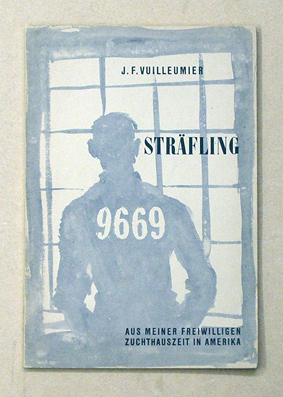 J. F. VUILLEUMIER
STRÄFLING
9669
AUS MEINER FREIWILLIGEN
ZUCHTHAUSZEIT IN AMERIKA